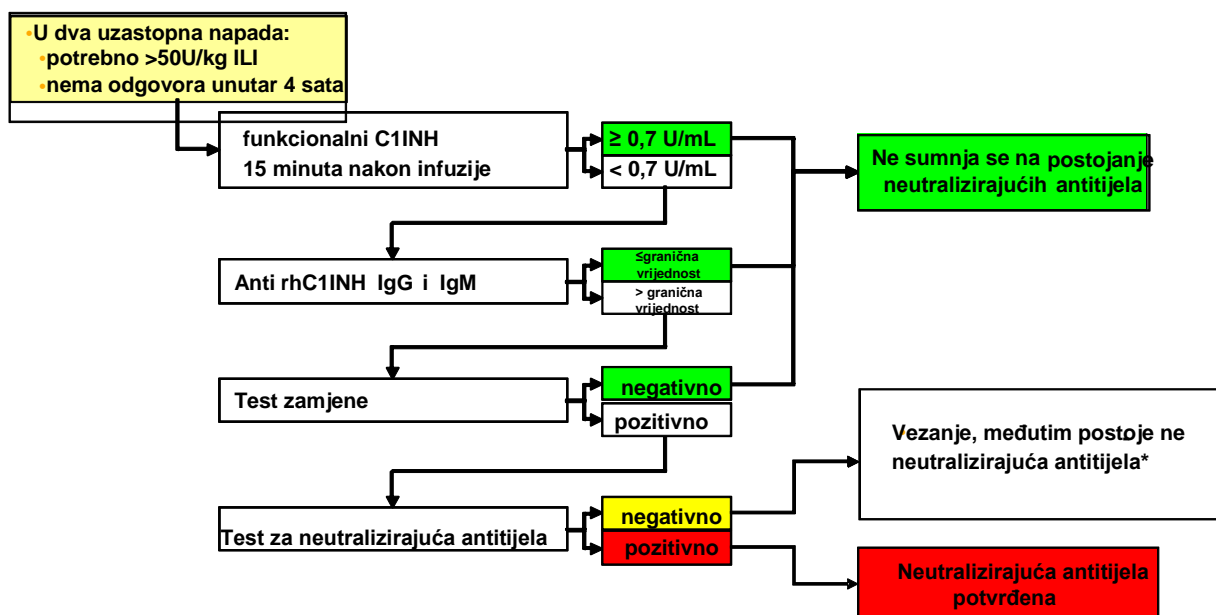 •U dva uzastopna napada:
•potrebno >50U/kg ILI
•nema odgovora unutar 4 sata
funkcionalni C1INH
15 minuta nakon infuzije
≥ 0,7 U/mL
< 0,7 U/mL
Ne sumnja se na postojanje
neutralizirajućih antitijela
Anti rhC1INH IgG i IgM
≤granična
vrijednost
> granična
vrijednost
Test zamjene
negativno
pozitivno
Vezanje, međutim postoje ne
neutralizirajuća antitijela*
Test za neutralizirajuća antitijela
negativno
pozitivno
Neutralizirajuća antitijela
potvrđena